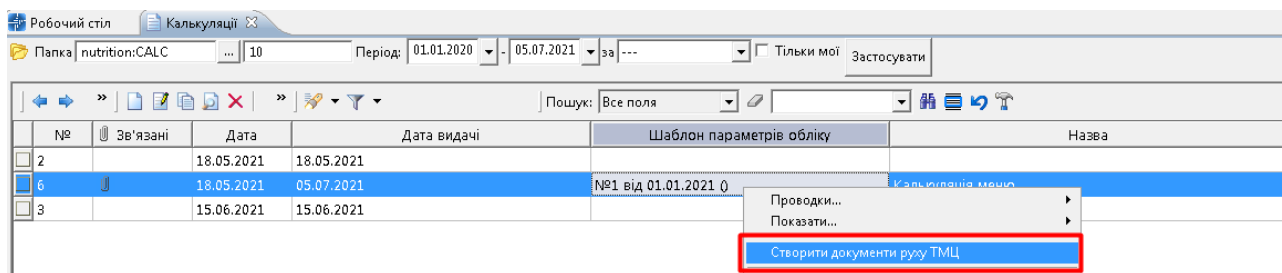 Робочий стіл Калькуляції
Папка nutrition:CALC ... 10 Період: 01.01.2020 - 05.07.2021 за --- Тільки мої Застосувати
» » Пошук: Все поля
№ Зв'язані Дата Дата видачі Шаблон параметрів обліку Назва
2 18.05.2021 18.05.2021
6 18.05.2021 05.07.2021 №1 від 01.01.2021 () Калькуляція меню
3 15.06.2021 15.06.2021
Проводки...
Показати...
Створити документи руху ТМЦ